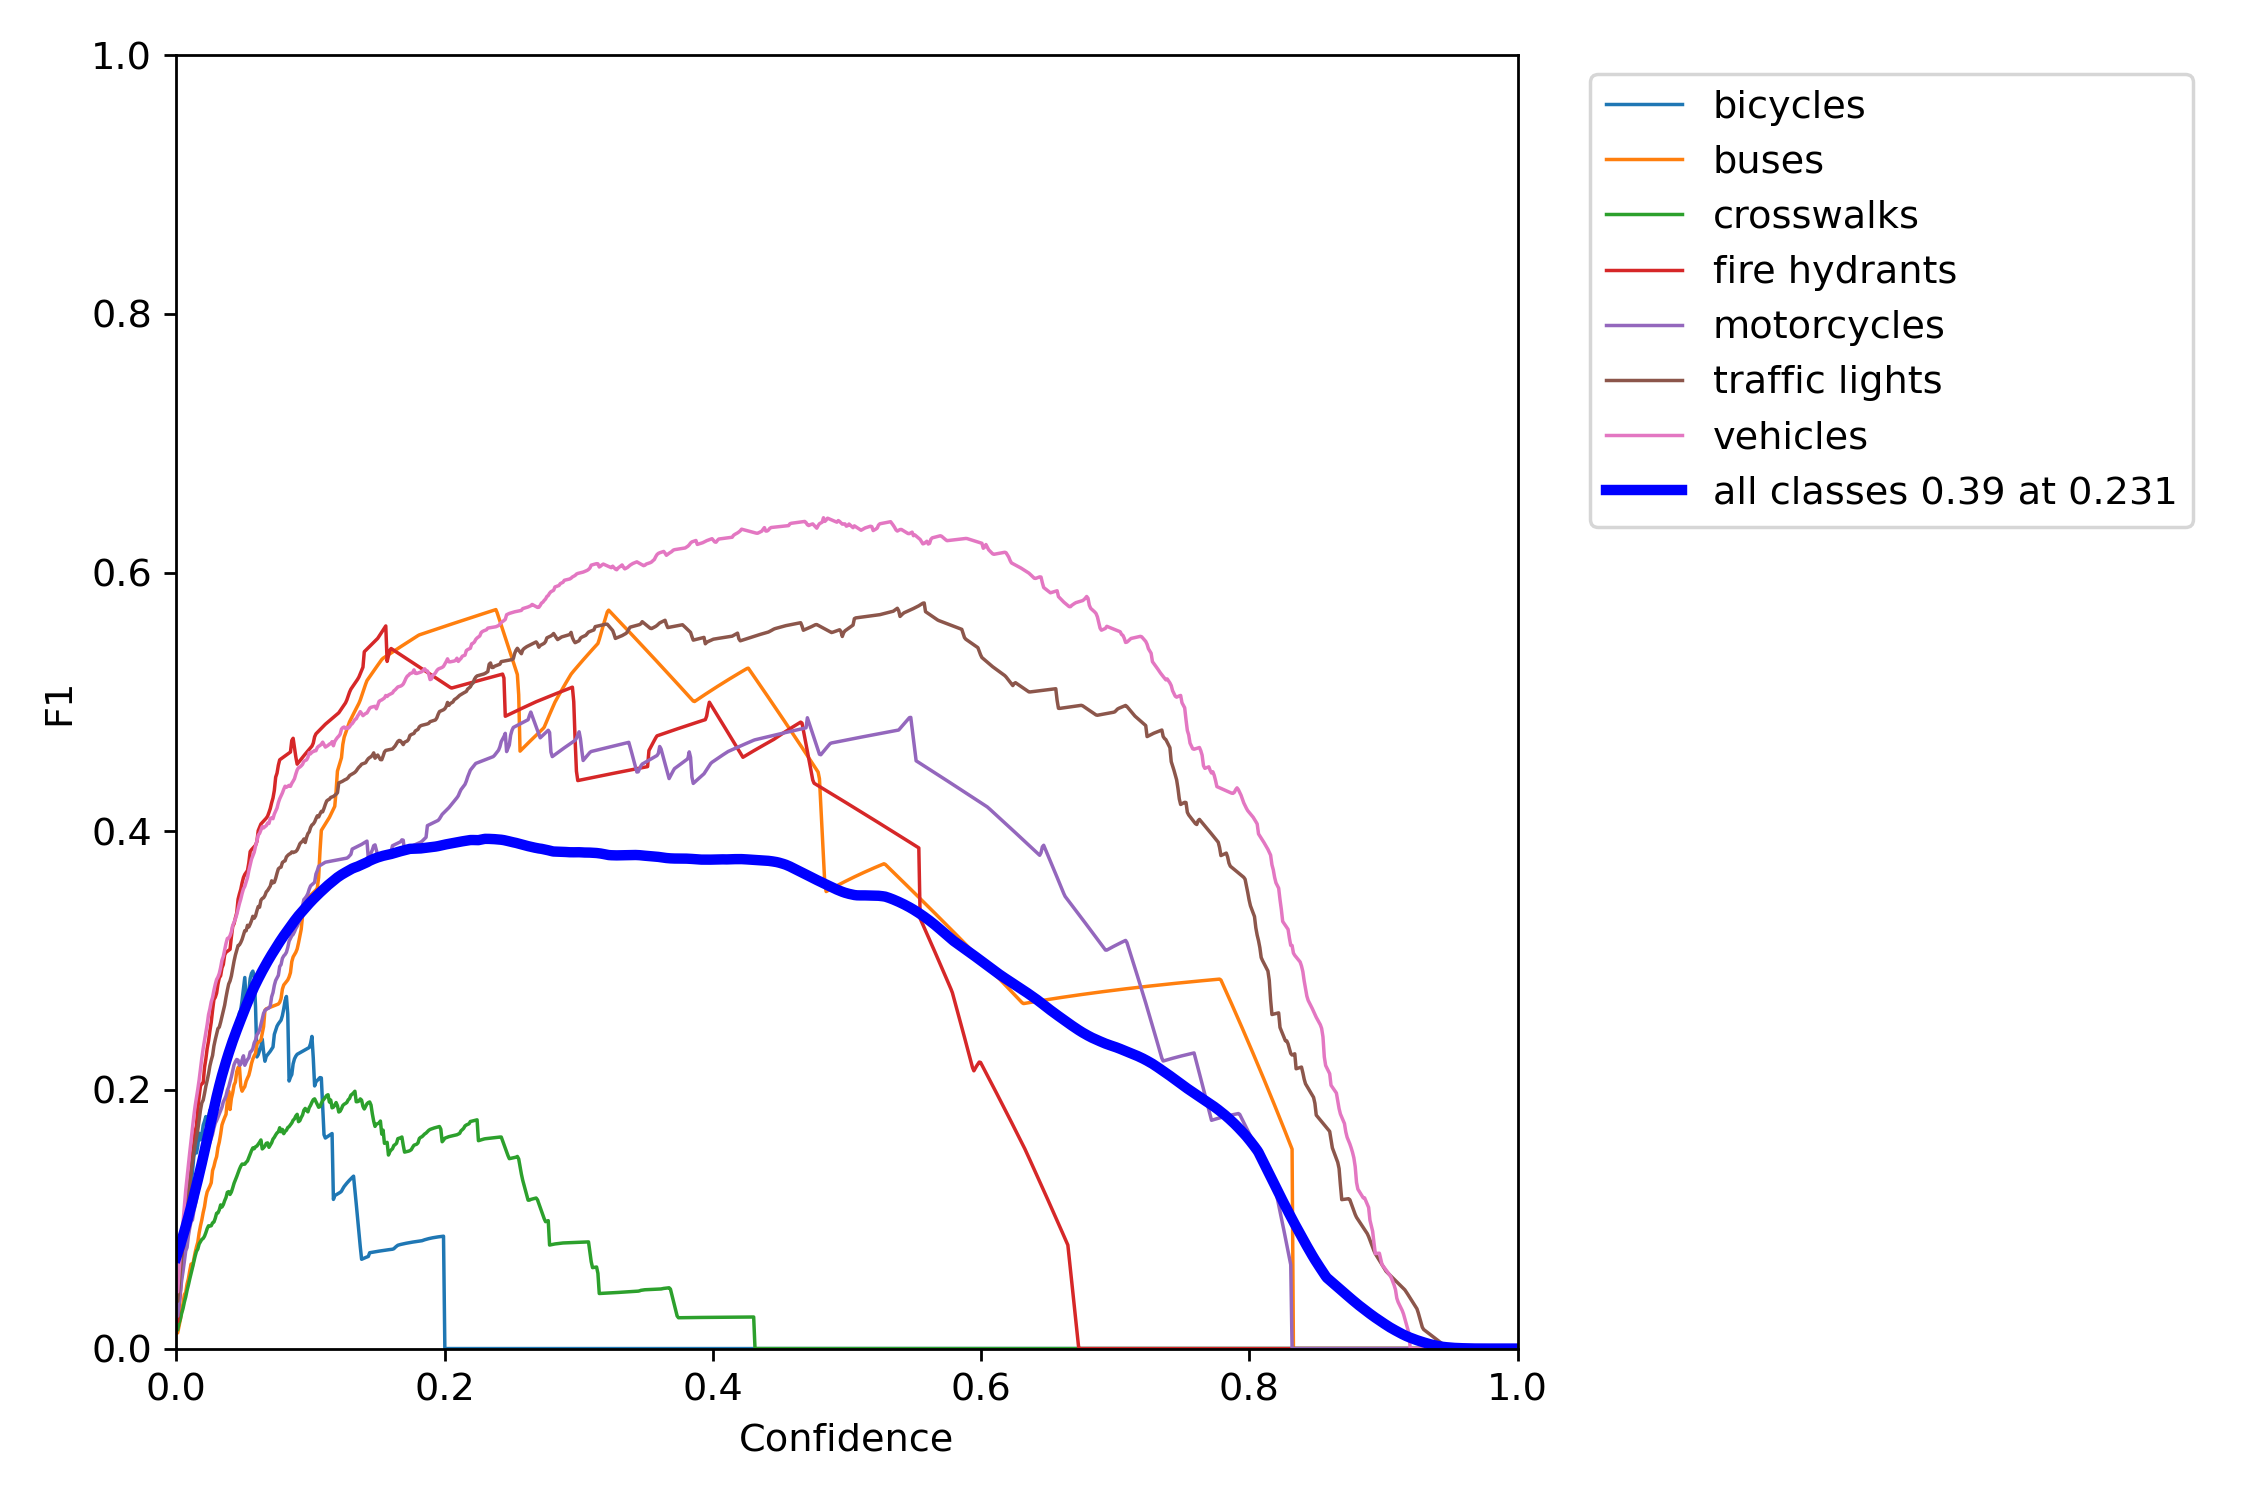 1.0
0.8
0.6
0.4
0.2
0.0
F1
0.0 0.2 0.4 0.6 0.8 1.0
Confidence
bicycles
buses
crosswalks
fire hydrants
motorcycles
traffic lights
vehicles
all classes 0.39 at 0.231